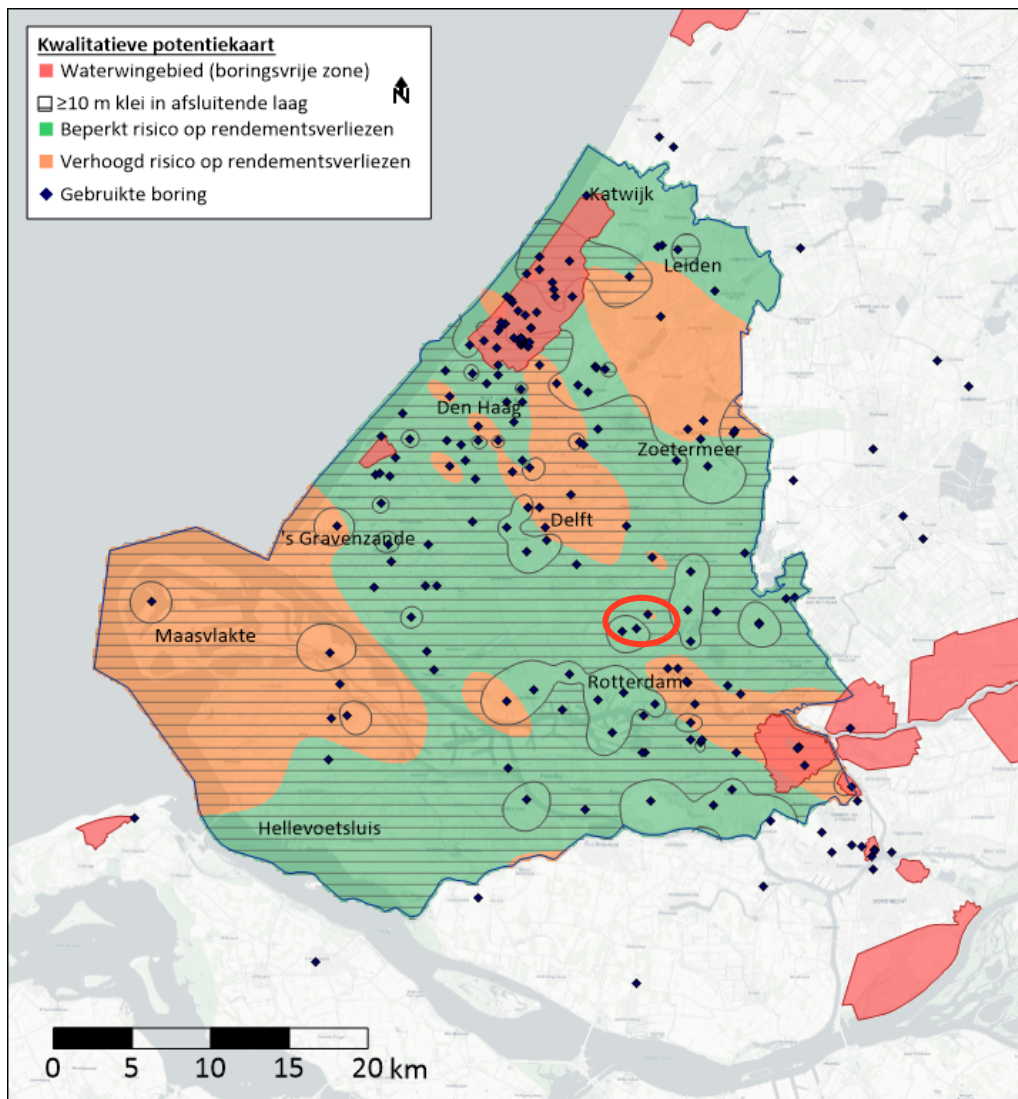 Kwalitatieve potentiekaart
Waterwingebied (boringsvrije zone)
≥10 m klei in afsluitende laag
N
Beperkt risico op rendementsverliezen
Verhoogd risico op rendementsverliezen
Gebruikte boring
Katwijk
Leiden
Den Haag
Zoetermeer
Delft
's Gravenzande
Maasvlakte
Rotterdam
Hellevoetsluis
0 5 10 15 20 km